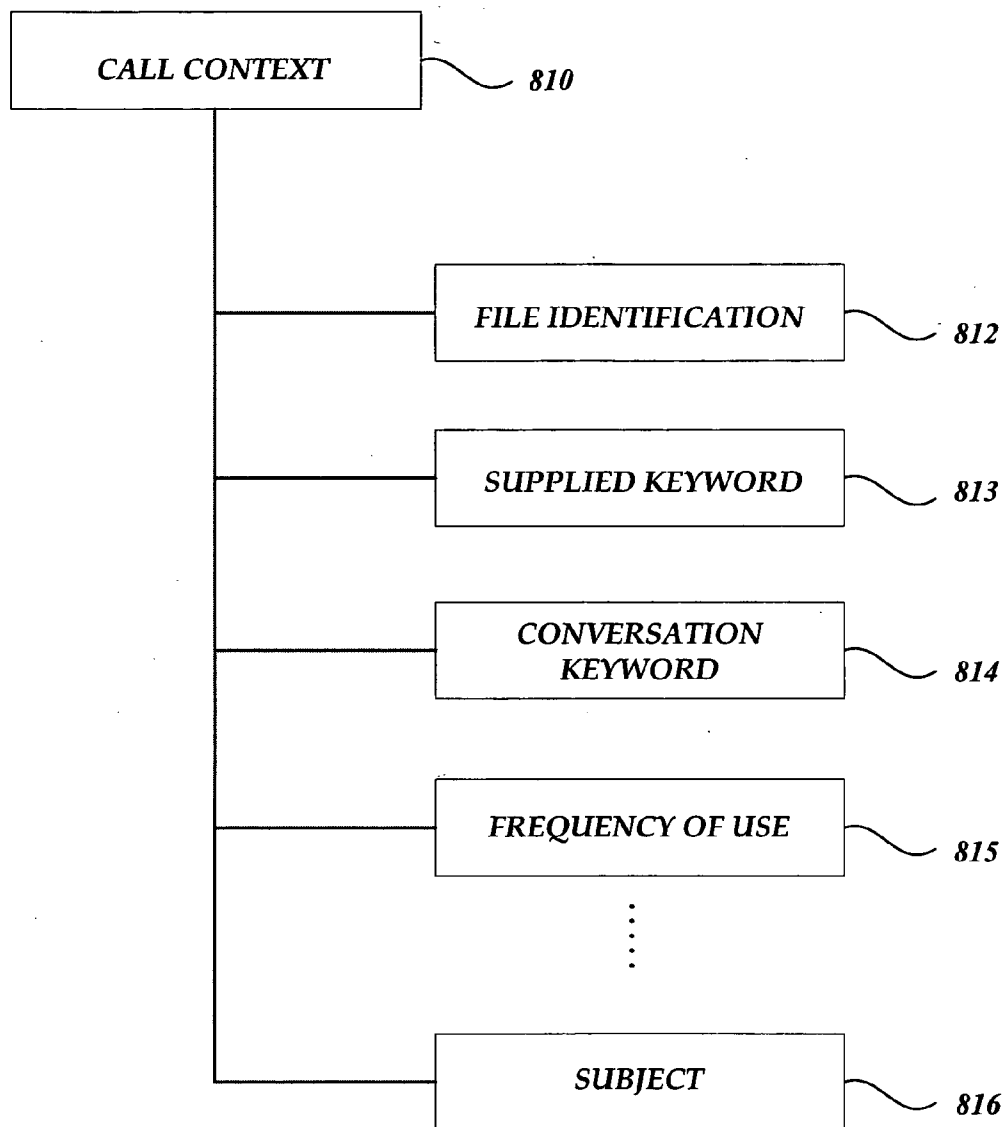 CALL CONTEXT
810
FILE IDENTIFICATION
812
SUPPLIED KEYWORD
813
CONVERSATION
KEYWORD
814
FREQUENCY OF USE
815
SUBJECT
816